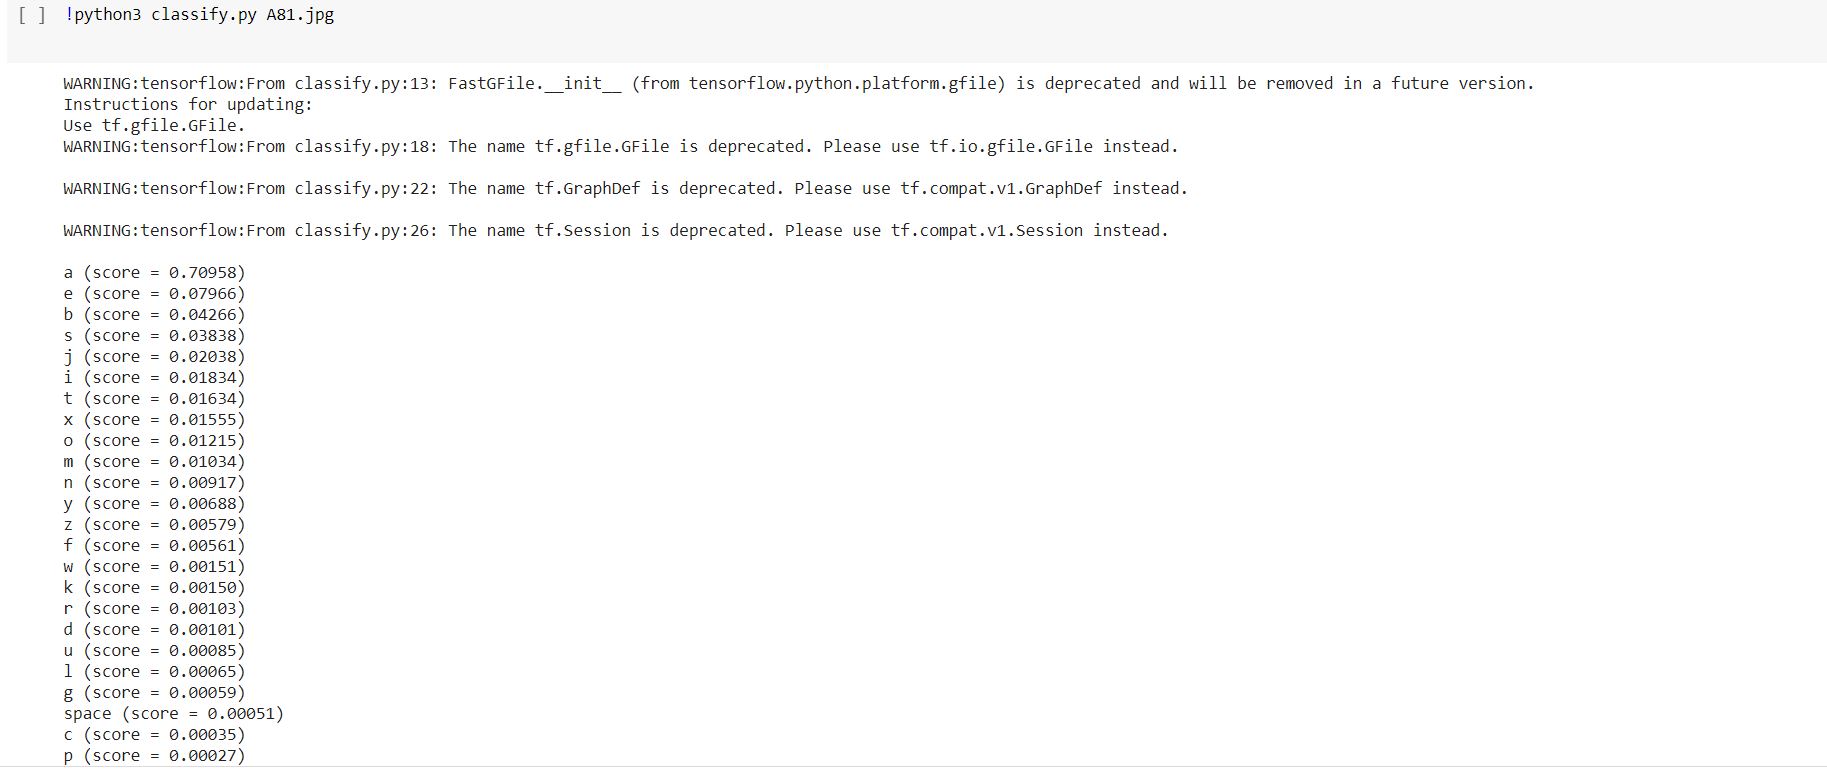 [ ] !python3 classify.py A81.jpg
WARNING:tensorflow:From classify.py:13: FastGFile.__init__ (from tensorflow.python.platform.gfile) is deprecated and will be removed in a future version.
Instructions for updating:
Use tf.gfile.GFile.
WARNING:tensorflow:From classify.py:18: The name tf.gfile.GFile is deprecated. Please use tf.io.gfile.GFile instead.
WARNING:tensorflow:From classify.py:22: The name tf.GraphDef is deprecated. Please use tf.compat.v1.GraphDef instead.
WARNING:tensorflow:From classify.py:26: The name tf.Session is deprecated. Please use tf.compat.v1.Session instead.
a (score = 0.70958)
e (score = 0.07966)
b (score = 0.04266)
s (score = 0.03838)
j (score = 0.02038)
i (score = 0.01834)
t (score = 0.01634)
x (score = 0.01555)
o (score = 0.01215)
m (score = 0.01034)
n (score = 0.00917)
y (score = 0.00688)
z (score = 0.00579)
f (score = 0.00561)
w (score = 0.00151)
k (score = 0.00150)
r (score = 0.00103)
d (score = 0.00101)
u (score = 0.00085)
l (score = 0.00065)
g (score = 0.00059)
space (score = 0.00051)
c (score = 0.00035)
p (score = 0.00027)